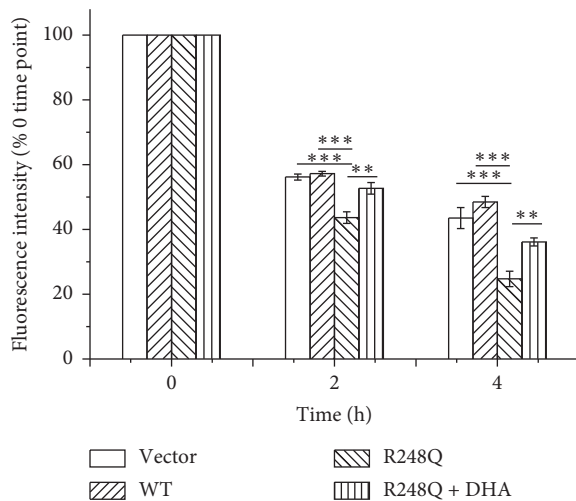 Fluorescence intensity (% 0 time point)
100
80
60
40
20
0
***
***
**
***
***
**
0
2
4
Time (h)
Vector
R248Q
WT
R248Q + DHA